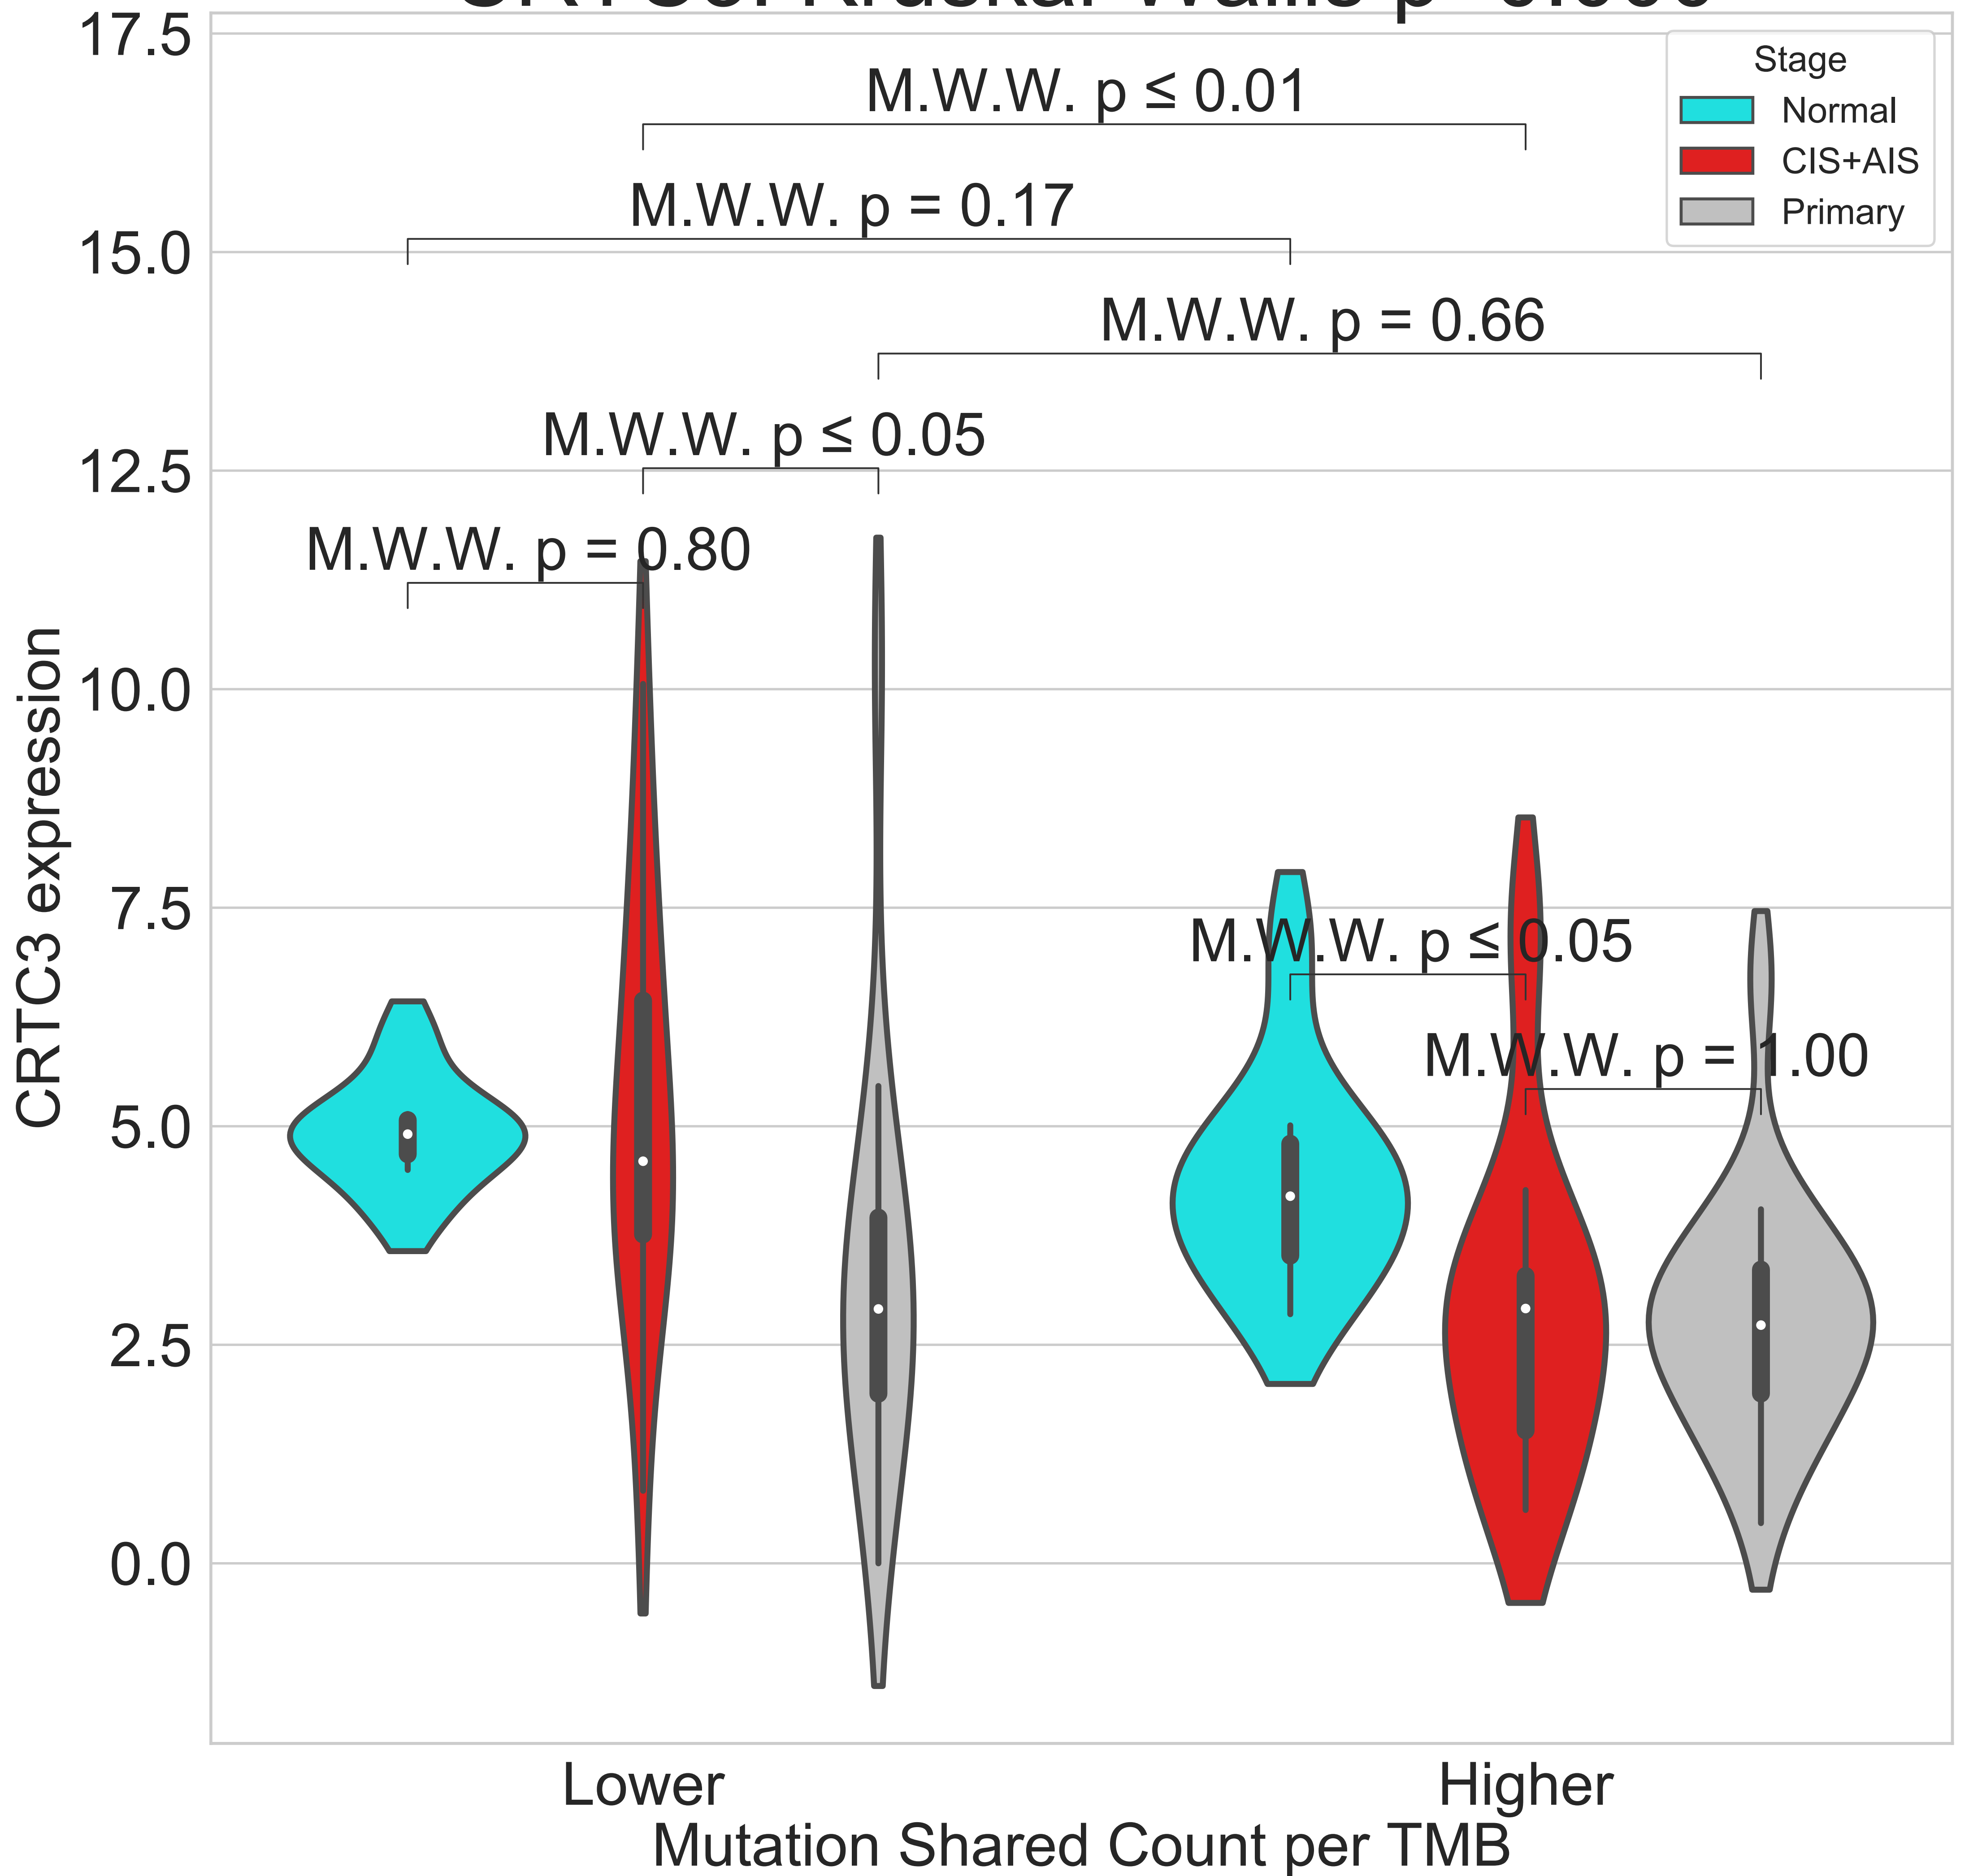 17.5
15.0
12.5
10.0
7.5
5.0
2.5
0.0
CRTC3 expression
Stage
Normal
CIS+AIS
Primary
M.W.W. p ≤ 0.01
M.W.W. p = 0.17
M.W.W. p = 0.66
M.W.W. p ≤ 0.05
M.W.W. p = 0.80
M.W.W. p ≤ 0.05
M.W.W. p = 1.00
Lower
Higher
Mutation Shared Count per TMB